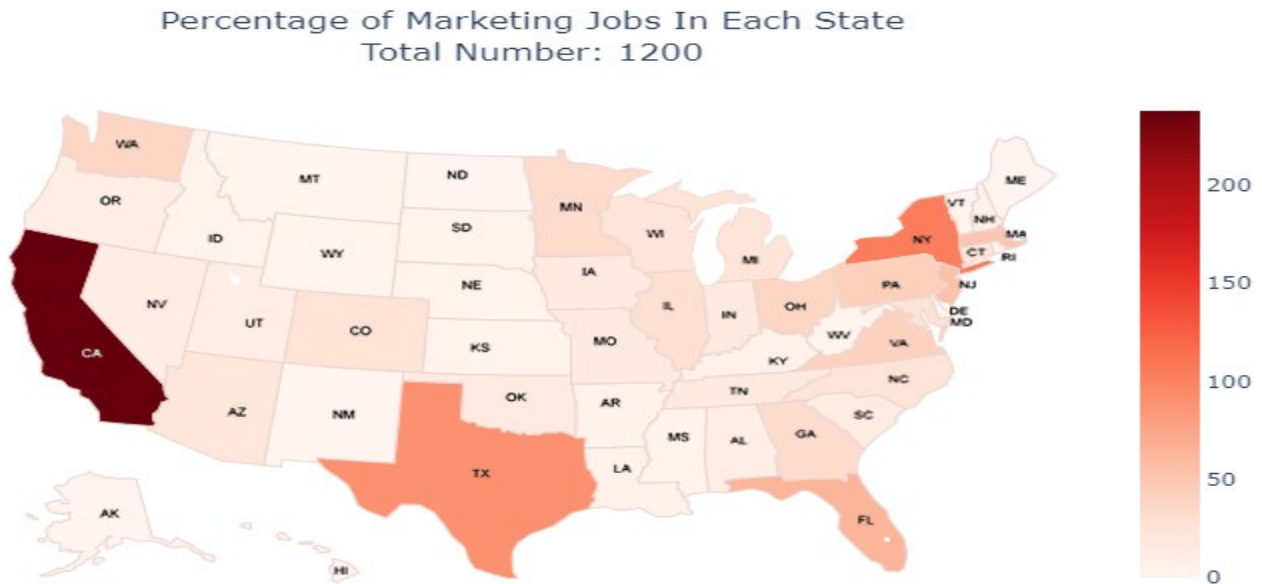 Percentage of Marketing Jobs In Each State
Total Number: 1200
WA
MT
ND
ME
OR
MN
VT
NH
ID
SD
WI
NY
MA
WY
MI
CT
RI
IA
NE
PA
NJ
NV
IL
OH
DE
UT
IN
MD
CO
WV
MO
VA
CA
KS
KY
NC
TN
OK
AZ
AR
SC
NM
MS
AL
GA
TX
LA
AK
FL
HI
200
150
100
50
0